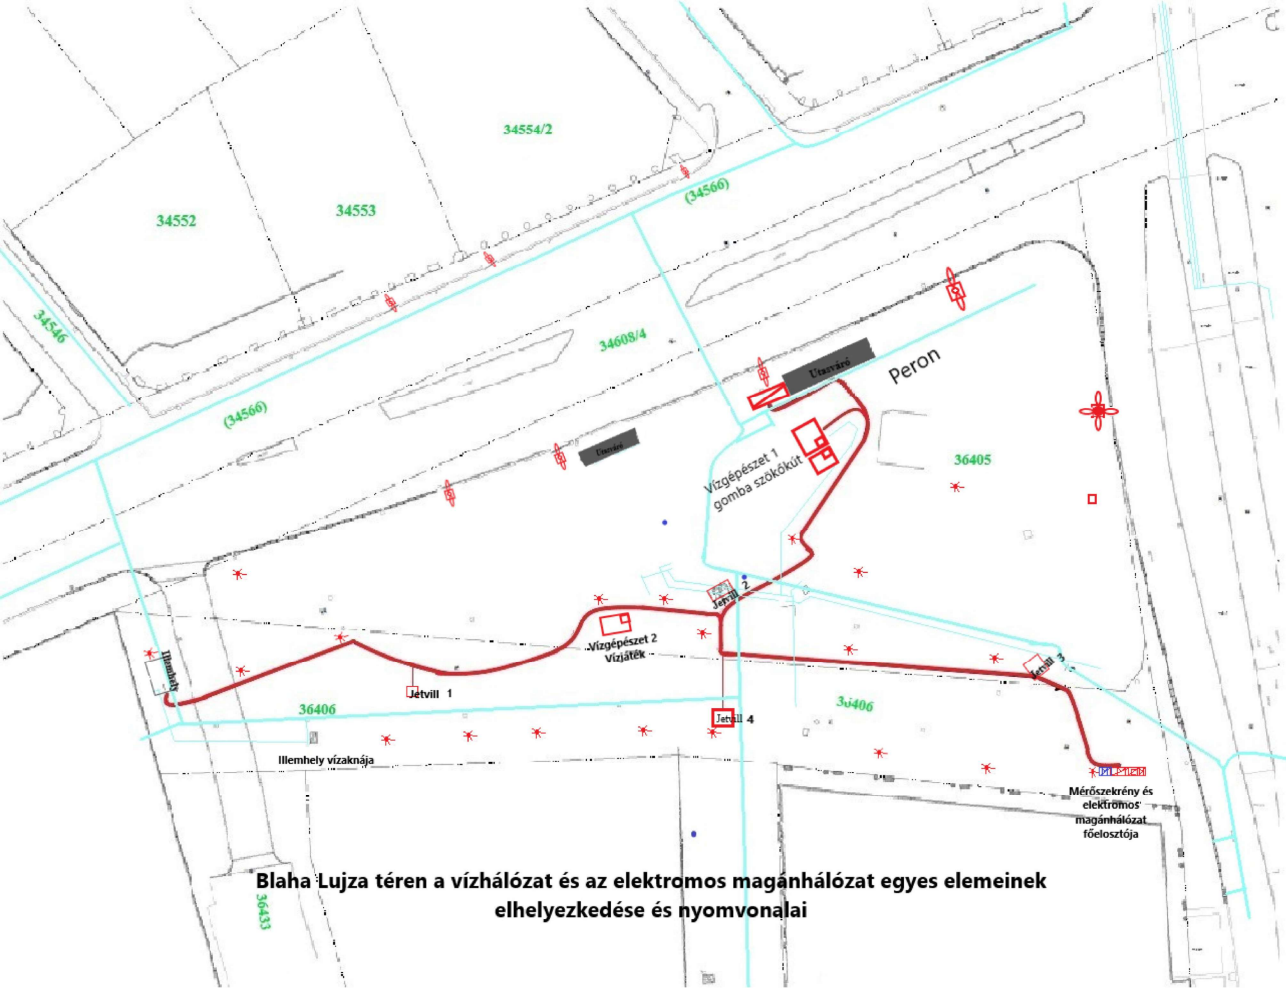 34554/2
34552
34553
(34566)
34546
34608/4
(34566)
Utasváró
Peron
Utasváró
Vízgépészet 1
gomba szökőkút
36405
Jetvill 2
Vízgépészet 2
Vízjáték
Illemhely
Jetvill 3
Jetvill 1
36406
36406
Jetvill 4
Illemhely vízaknája
Mérőszekrény és
elektromos
magánhálózat
főelosztója
Blaha Lujza téren a vízhálózat és az elektromos magánhálózat egyes elemeinek
elhelyezkedése és nyomvonalai
36433